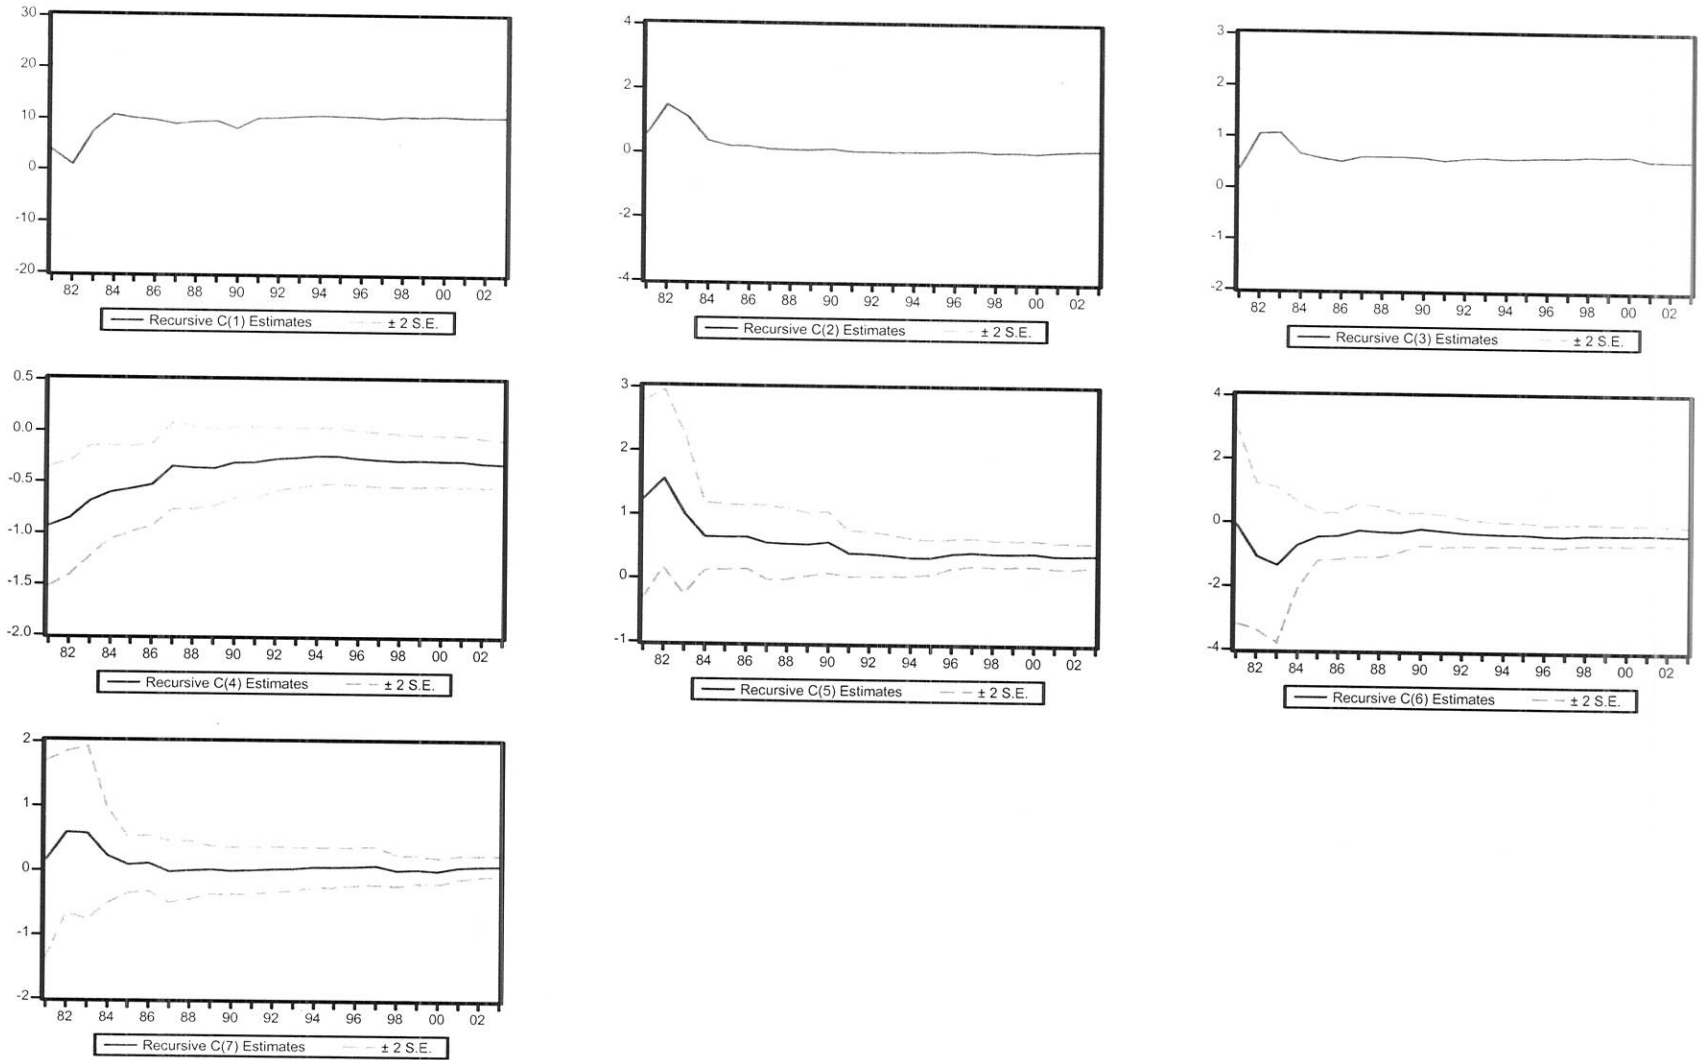 30
20
10
0
-10
-20
82 84 86 88 90 92 94 96 98 00 02
Recursive C(1) Estimates ± 2 S.E.
4
2
0
-2
-4
82 84 86 88 90 92 94 96 98 00 02
Recursive C(2) Estimates ± 2 S.E.
3
2
1
0
-1
-2
82 84 86 88 90 92 94 96 98 00 02
Recursive C(3) Estimates ± 2 S.E.
0.5
0.0
-0.5
-1.0
-1.5
-2.0
82 84 86 88 90 92 94 96 98 00 02
Recursive C(4) Estimates ± 2 S.E.
3
2
1
0
-1
82 84 86 88 90 92 94 96 98 00 02
Recursive C(5) Estimates ± 2 S.E.
4
2
0
-2
-4
82 84 86 88 90 92 94 96 98 00 02
Recursive C(6) Estimates ± 2 S.E.
2
1
0
-1
-2
82 84 86 88 90 92 94 96 98 00 02
Recursive C(7) Estimates ± 2 S.E.